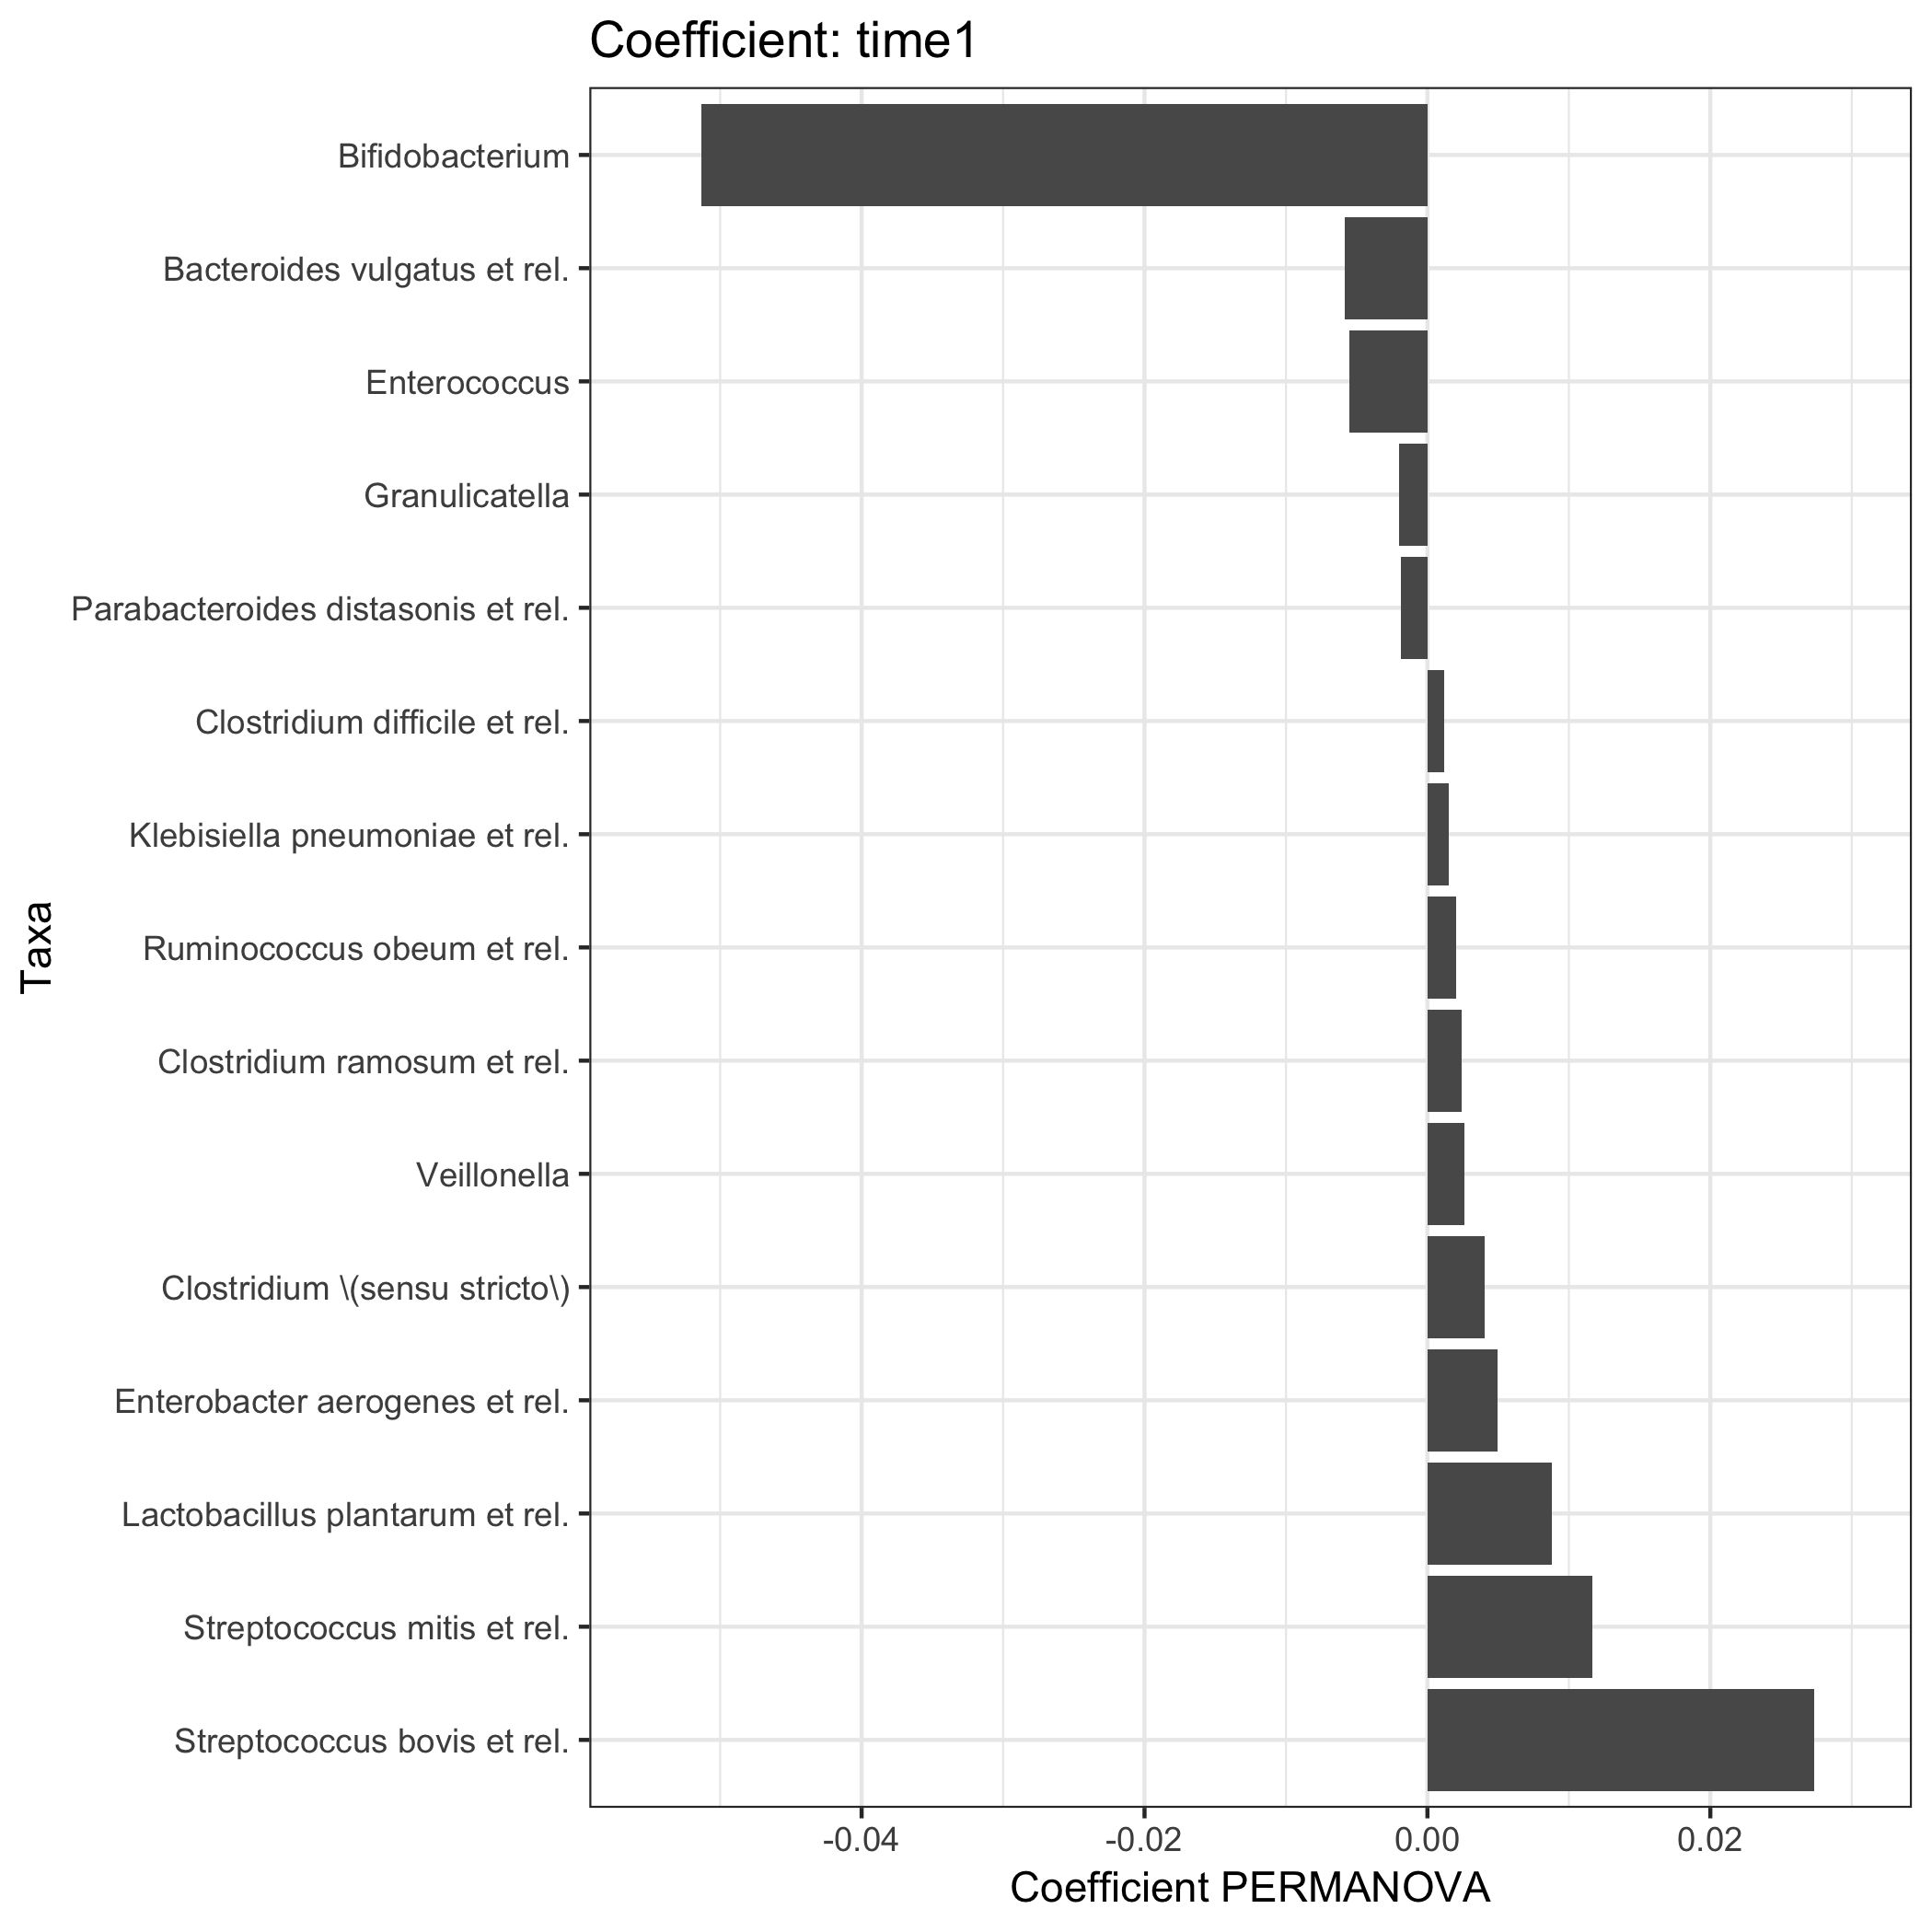 Coefficient: time1
Bifidobacterium
Bacteroides vulgatus et rel.
Enterococcus
Granulicatella
Parabacteroides distasonis et rel.
Clostridium difficile et rel.
Klebisiella pneumoniae et rel.
Ruminococcus obeum et rel.
Clostridium ramosum et rel.
Veillonella
Clostridium \(sensu stricto\)
Enterobacter aerogenes et rel.
Lactobacillus plantarum et rel.
Streptococcus mitis et rel.
Streptococcus bovis et rel.
Taxa
-0.04 -0.02 0.00 0.02
Coefficient PERMANOVA